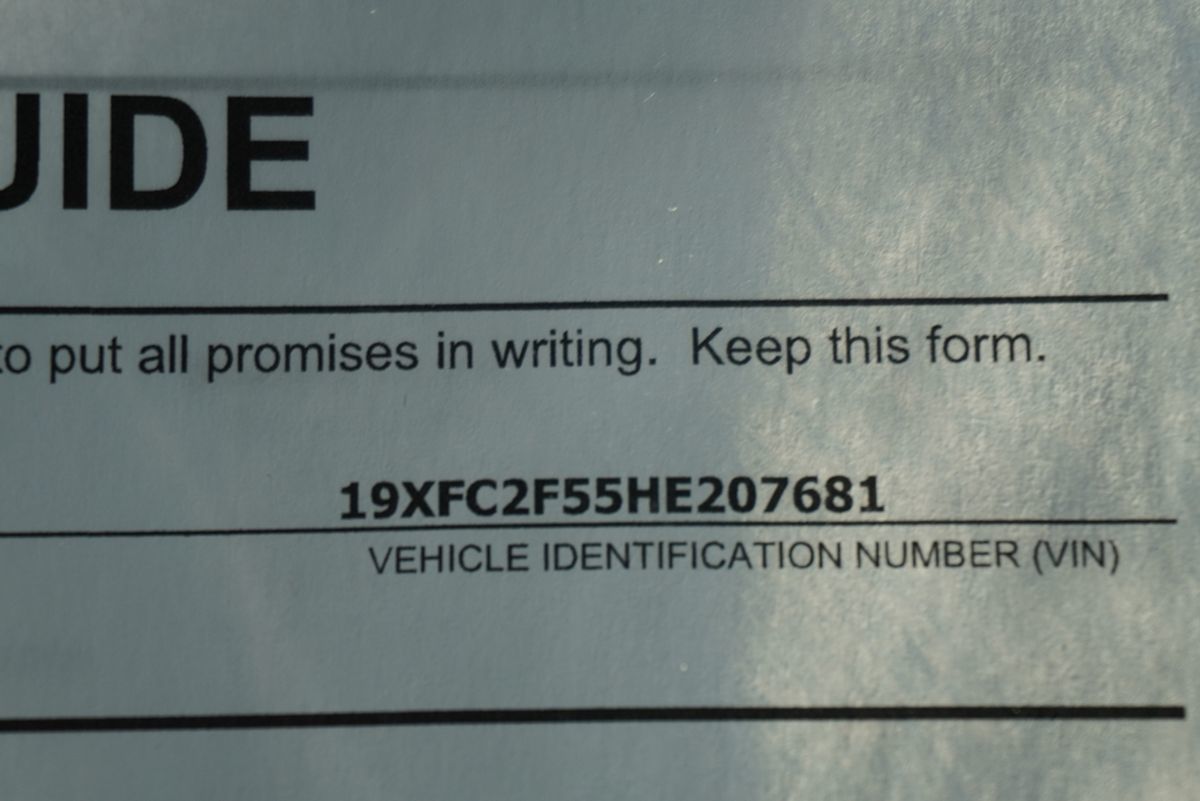 UIDE
to put all promises in writing. Keep this form.
19XFC2F55HE207681
VEHICLE IDENTIFICATION NUMBER (VIN)